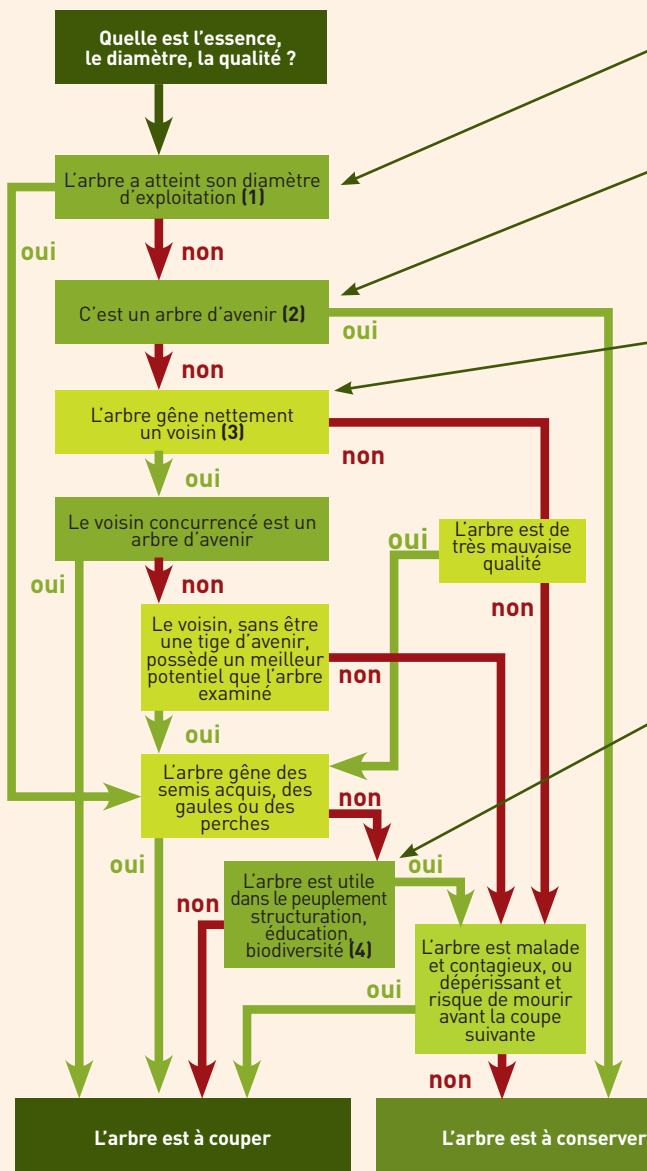 Quelle est l'essence,
le diamètre, la qualité ?
L'arbre a atteint son diamètre
d'exploitation (1)
oui
non
C'est un arbre d'avenir (2)
oui
non
L'arbre gêne nettement
un voisin (3)
non
oui
Le voisin concurrencé est un
arbre d'avenir
oui
L'arbre est de
très mauvaise
qualité
oui
non
non
Le voisin, sans être
une tige d'avenir,
possède un meilleur
potentiel que l'arbre
examiné
non
oui
L'arbre gêne des
semis acquis, des
gaules ou des
perches
non
oui
L'arbre est utile
dans le peuplement
structuration,
éducation,
biodiversité (4)
oui
non
L'arbre est malade
et contagieux, ou
dépérissant et
risque de mourir
avant la coupe
suivante
oui
non
L'arbre est à couper
L'arbre est à conserver